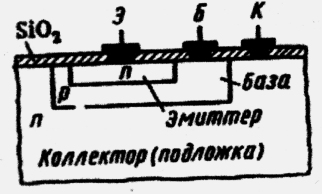 Э Б К
SiO₂
n
база
p
n
Эмиттер
Коллектор (подложка)